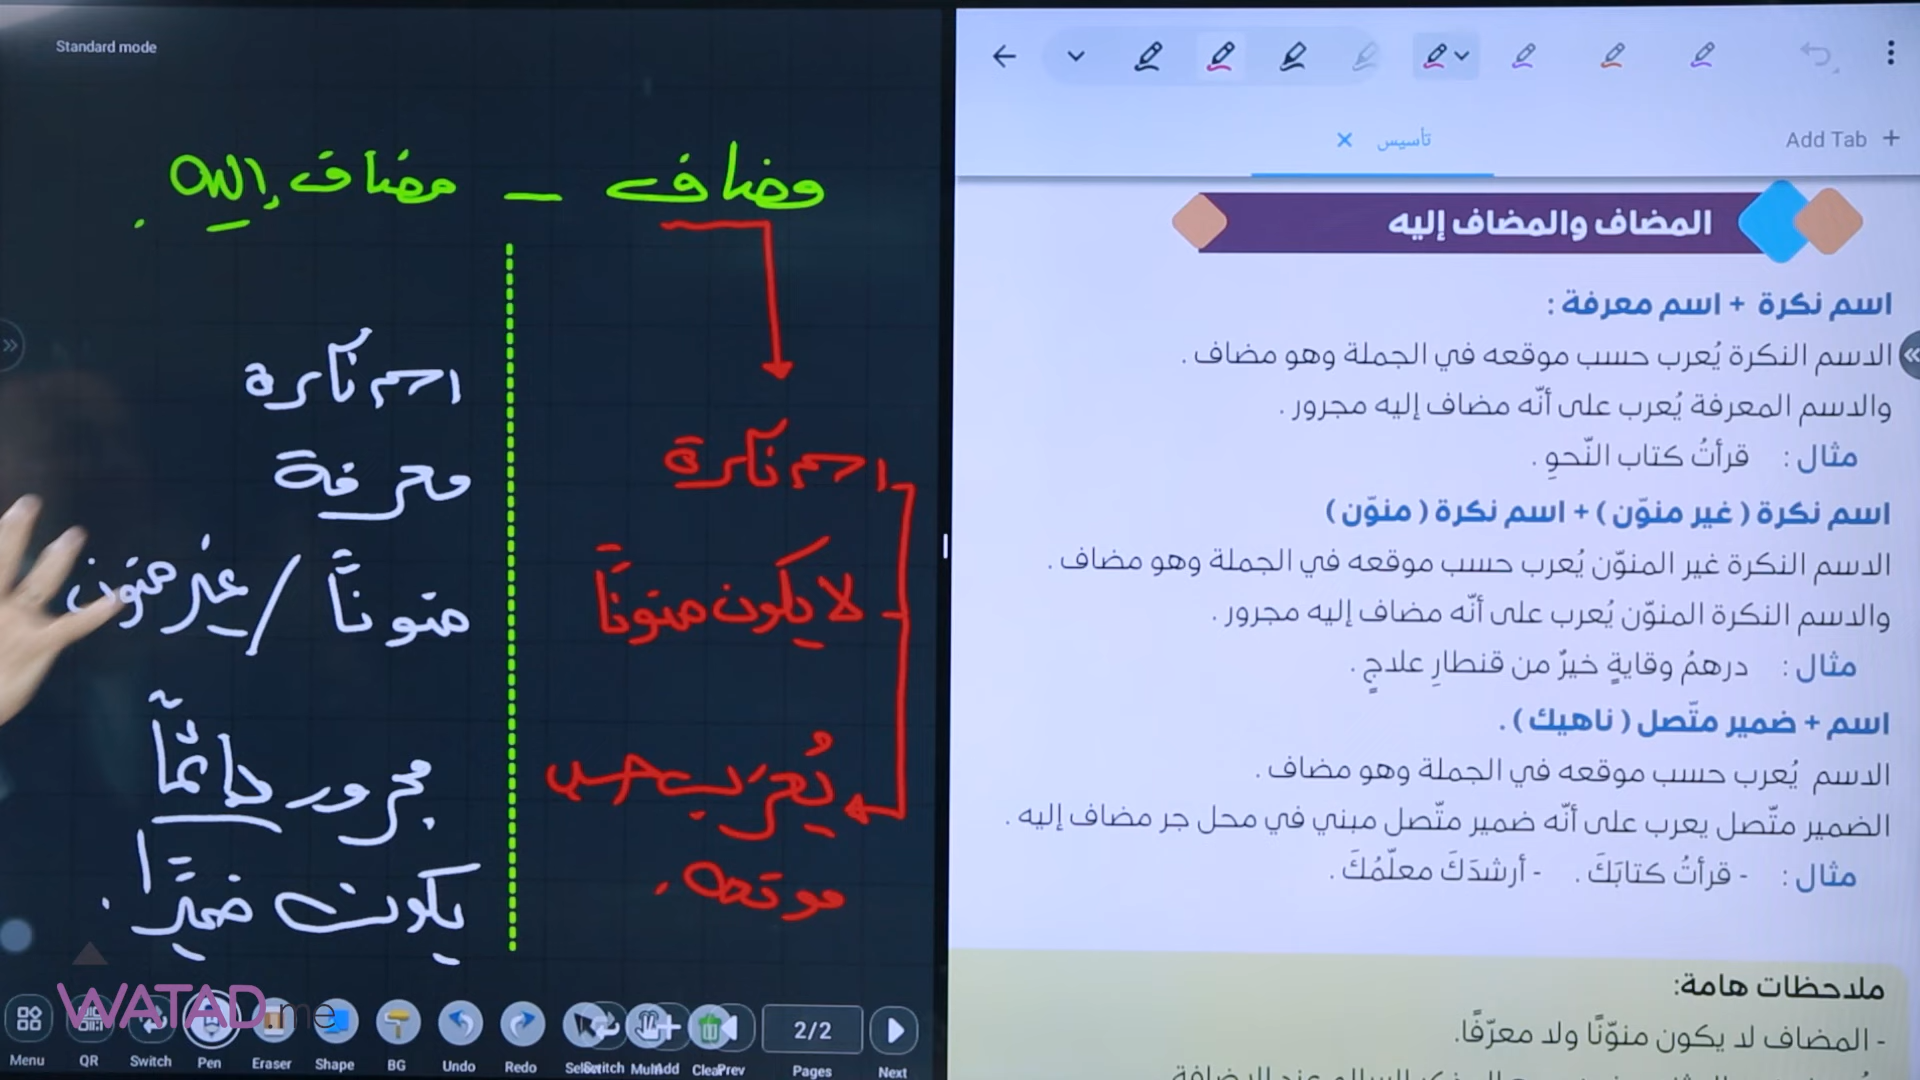 Standard mode
مضاف – مضاف إليه.
اسم نكرة
لا يكون منونًا
يُعرَب حسب
موقعه.
اسم نكرة
معرفة
منونًا / غير منون
مجرور دائمًا
يكون ضميرًا.
WATAD.me
Menu
QR
Switch
Pen
Eraser
Shape
BG
Undo
Redo
2/2
Pages
Next
تأسيس
Add Tab +
المضاف والمضاف إليه
اسم نكرة + اسم معرفة :
الاسم النكرة يُعرب حسب موقعه في الجملة وهو مضاف .
والاسم المعرفة يُعرب على أنّه مضاف إليه مجرور .
مثال : قرأتُ كتاب النّحوِ .
اسم نكرة ( غير منوّن ) + اسم نكرة ( منوّن )
الاسم النكرة غير المنوّن يُعرب حسب موقعه في الجملة وهو مضاف .
والاسم النكرة المنوّن يُعرب على أنّه مضاف إليه مجرور .
مثال : درهمُ وقايةٍ خيرٌ من قنطارِ علاجٍ .
اسم + ضمير متّصل ( ناهيك ) .
الاسم يُعرب حسب موقعه في الجملة وهو مضاف .
الضمير متّصل يعرب على أنّه ضمير متّصل مبني في محل جر مضاف إليه .
مثال : - قرأتُ كتابَكَ . - أرشدَكَ معلّمُكَ .
ملاحظات هامة:
- المضاف لا يكون منوّنًا ولا معرّفًا.